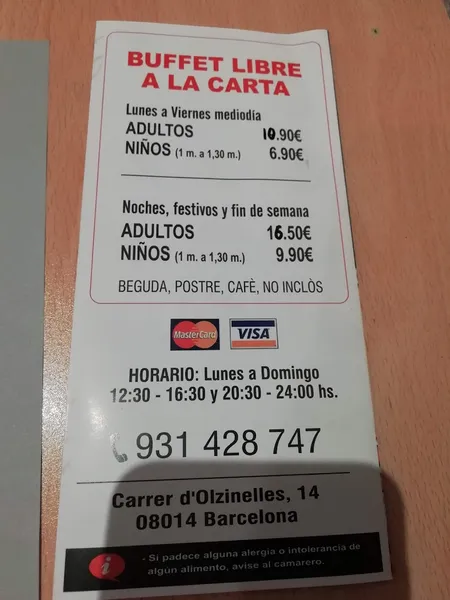 BUFFET LIBRE
A LA CARTA
Lunes a Viernes mediodía
ADULTOS 10.90€
NIÑOS (1 m. a 1,30 m.) 6.90€
Noches, festivos y fin de semana
ADULTOS 16.50€
NIÑOS (1 m. a 1,30 m.) 9.90€
BEGUDA, POSTRE, CAFÈ, NO INCLÒS
MasterCard VISA
HORARIO: Lunes a Domingo
12:30 - 16:30 y 20:30 - 24:00 hs.
931 428 747
Carrer d'Olzinelles, 14
08014 Barcelona
i - Si padece alguna alergia o intolerancia de
algún alimento, avise al camarero.